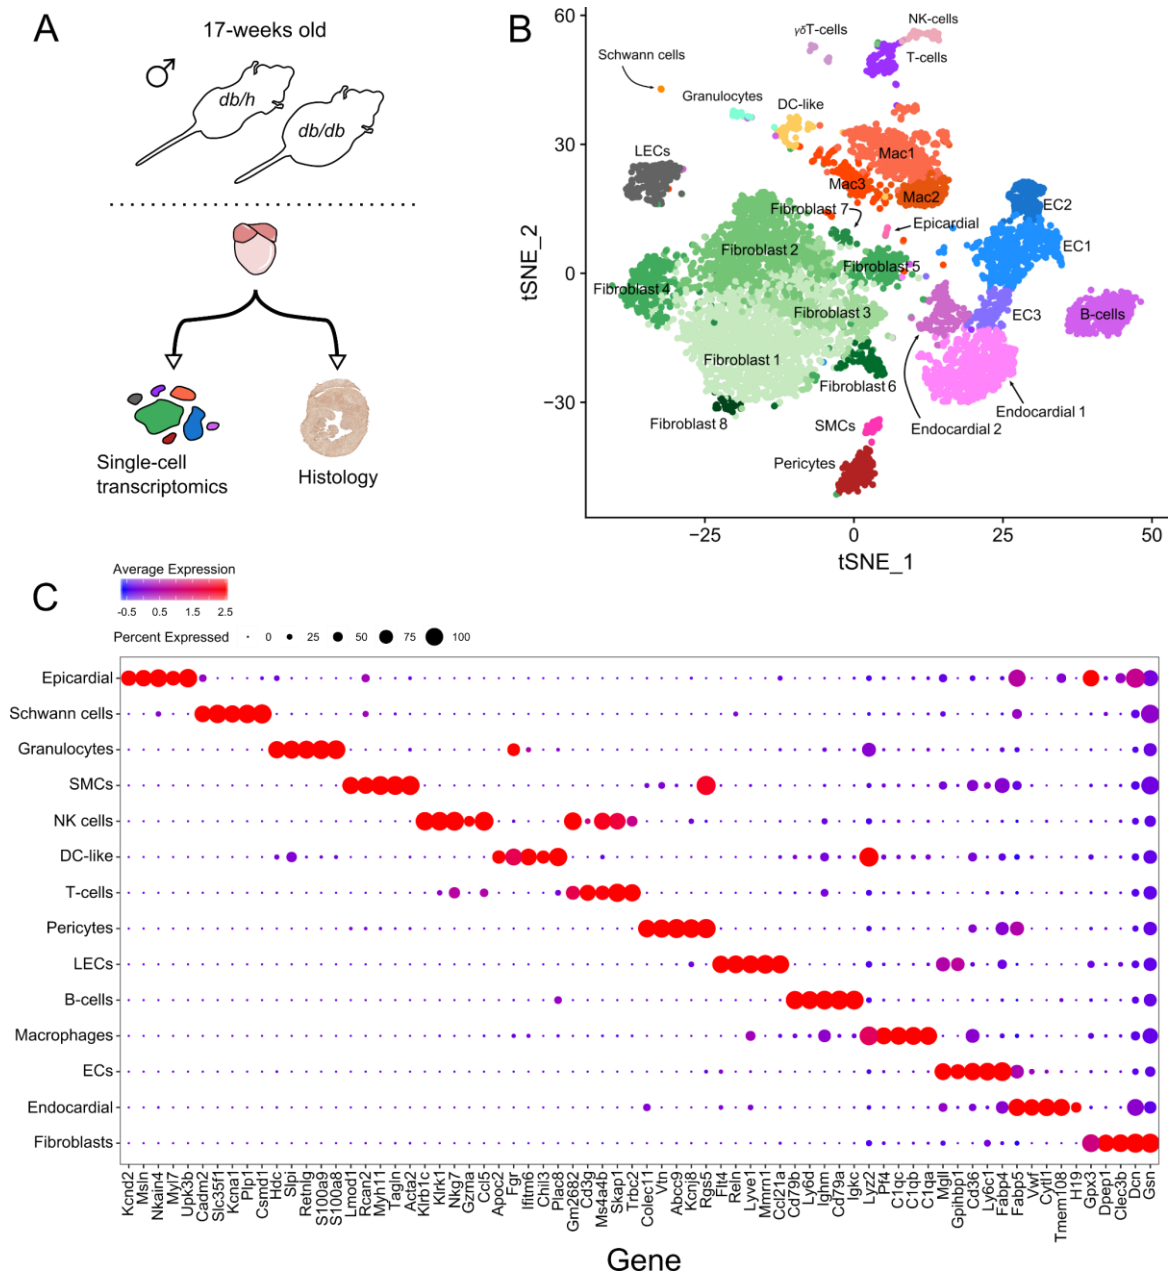 A
17-weeks old
♂
db/h
db/db
Single-cell
transcriptomics
Histology
B
60
30
0
−30
tSNE_2
−25
0
25
50
tSNE_1
NK-cells
γδT-cells
T-cells
Schwann cells
Granulocytes
DC-like
LECs
Mac1
Mac3
Mac2
Fibroblast 7
Epicardial
EC2
Fibroblast 2
EC1
Fibroblast 5
Fibroblast 4
Fibroblast 3
EC3
B-cells
Fibroblast 1
Fibroblast 6
Endocardial 1
Fibroblast 8
SMCs
Endocardial 2
Pericytes
C
Average Expression
-0.5 0.5 1.5 2.5
Percent Expressed 0 25 50 75 100
Epicardial
Schwann cells
Granulocytes
SMCs
NK cells
DC-like
T-cells
Pericytes
LECs
B-cells
Macrophages
ECs
Endocardial
Fibroblasts
Kcnd2
Msln
Nkain4
Myl7
Upk3b
Cadm2
Slc35f1
Kcna1
Plp1
Csmd1
Hdc
Slpi
Retnlg
S100a9
S100a8
Lmod1
Rcan2
Myh11
Tagln
Acta2
Klrb1c
Klrk1
Nkg7
Gzma
Ccl5
Apoc2
Fgr
Ifitm6
Chil3
Plac8
Gm2682
Cd3g
Ms4a4b
Skap1
Trbc2
Colec11
Vtn
Abcc9
Kcnj8
Rgs5
Flt4
Reln
Lyve1
Mmrn1
Ccl21a
Cd79b
Ly6d
Ighm
Cd79a
Igkc
Lyz2
Pf4
C1qc
C1qb
C1qa
Mgll
Gpihbp1
Cd36
Ly6c1
Fabp4
Fabp5
Vwf
Cytl1
Tmem108
H19
Gpx3
Dpep1
Clec3b
Dcn
Gsn
Gene